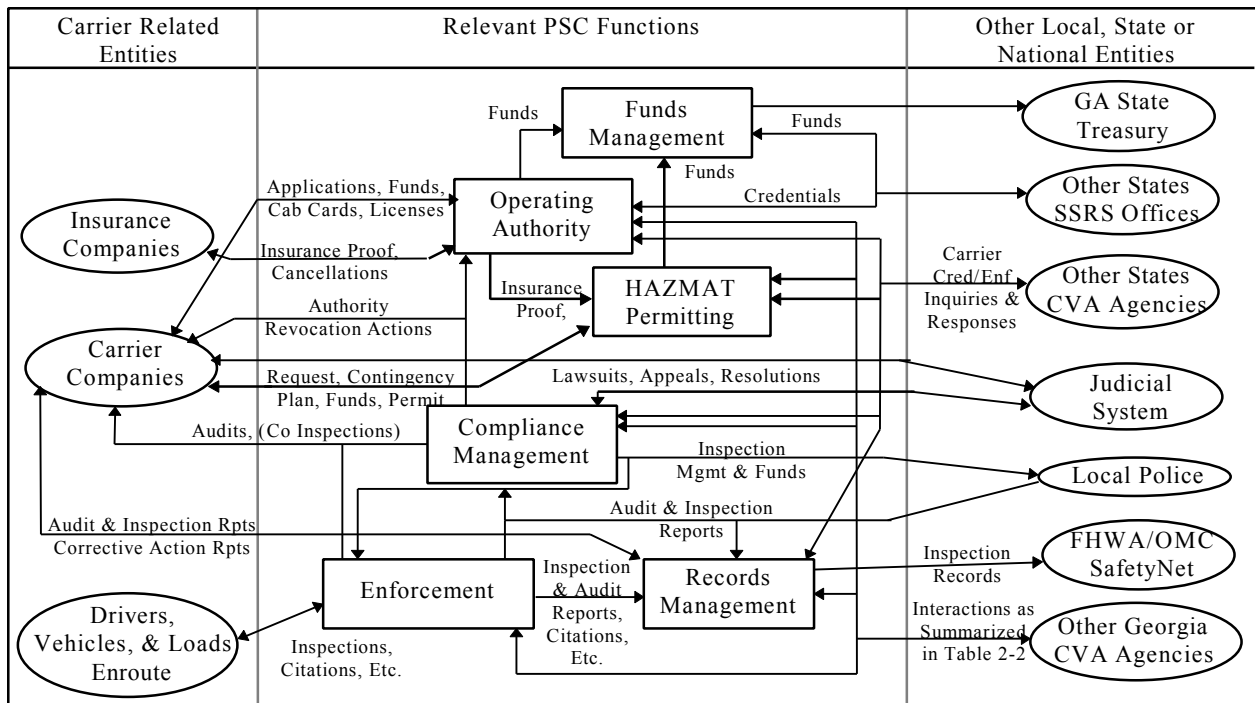 Carrier Related
Entities
Relevant PSC Functions
Other Local, State or
National Entities
Funds
Management
GA State
Treasury
Funds
Funds
Funds
Applications, Funds,
Cab Cards, Licenses
Operating
Authority
Credentials
Other States
SSRS Offices
Insurance
Companies
Insurance Proof,
Cancellations
Insurance
Proof,
HAZMAT
Permitting
Carrier
Cred/Enf
Inquiries &
Responses
Other States
CVA Agencies
Authority
Revocation Actions
Carrier
Companies
Request, Contingency
Plan, Funds, Permit
Lawsuits, Appeals, Resolutions
Judicial
System
Audits, (Co Inspections)
Compliance
Management
Inspection
Mgmt & Funds
Local Police
Audit & Inspection Rpts
Corrective Action Rpts
Audit & Inspection
Reports
Enforcement
Inspection
& Audit
Reports,
Citations,
Etc.
Records
Management
Inspection
Records
FHWA/OMC
SafetyNet
Drivers,
Vehicles, & Loads
Enroute
Inspections,
Citations, Etc.
Interactions as
Summarized
in Table 2-2
Other Georgia
CVA Agencies